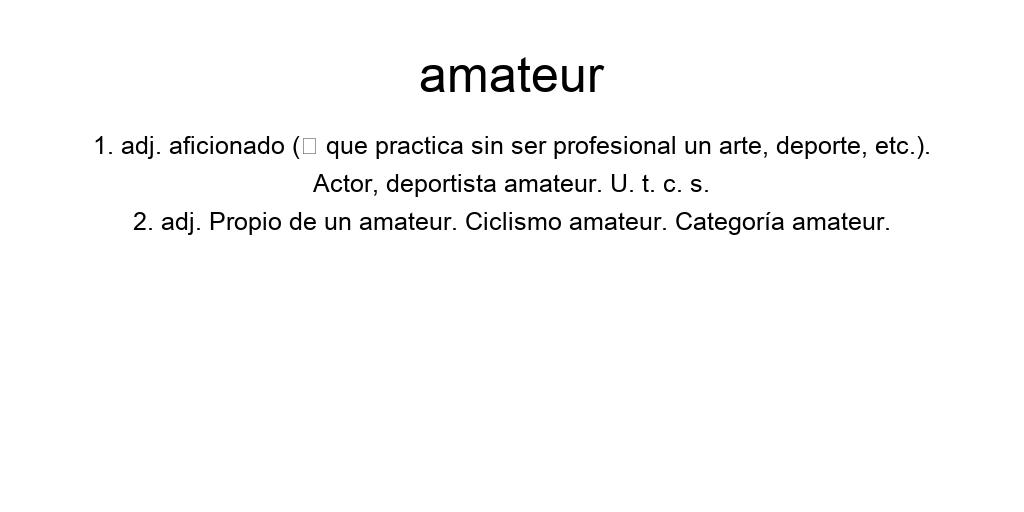 amateur
1. adj. aficionado (□ que practica sin ser profesional un arte, deporte, etc.).
Actor, deportista amateur. U. t. c. s.
2. adj. Propio de un amateur. Ciclismo amateur. Categoría amateur.